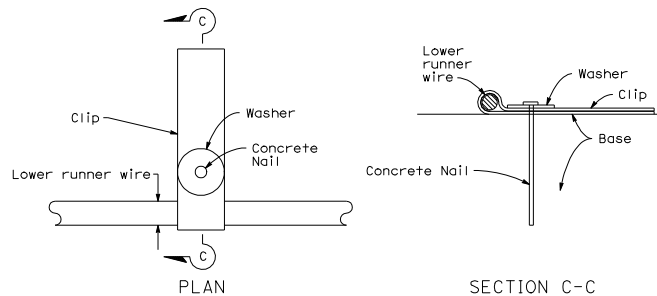 C
Clip
Washer
Concrete
Nail
Lower runner wire
C
PLAN
Lower
runner
wire
Washer
Clip
Base
Concrete Nail
SECTION C-C